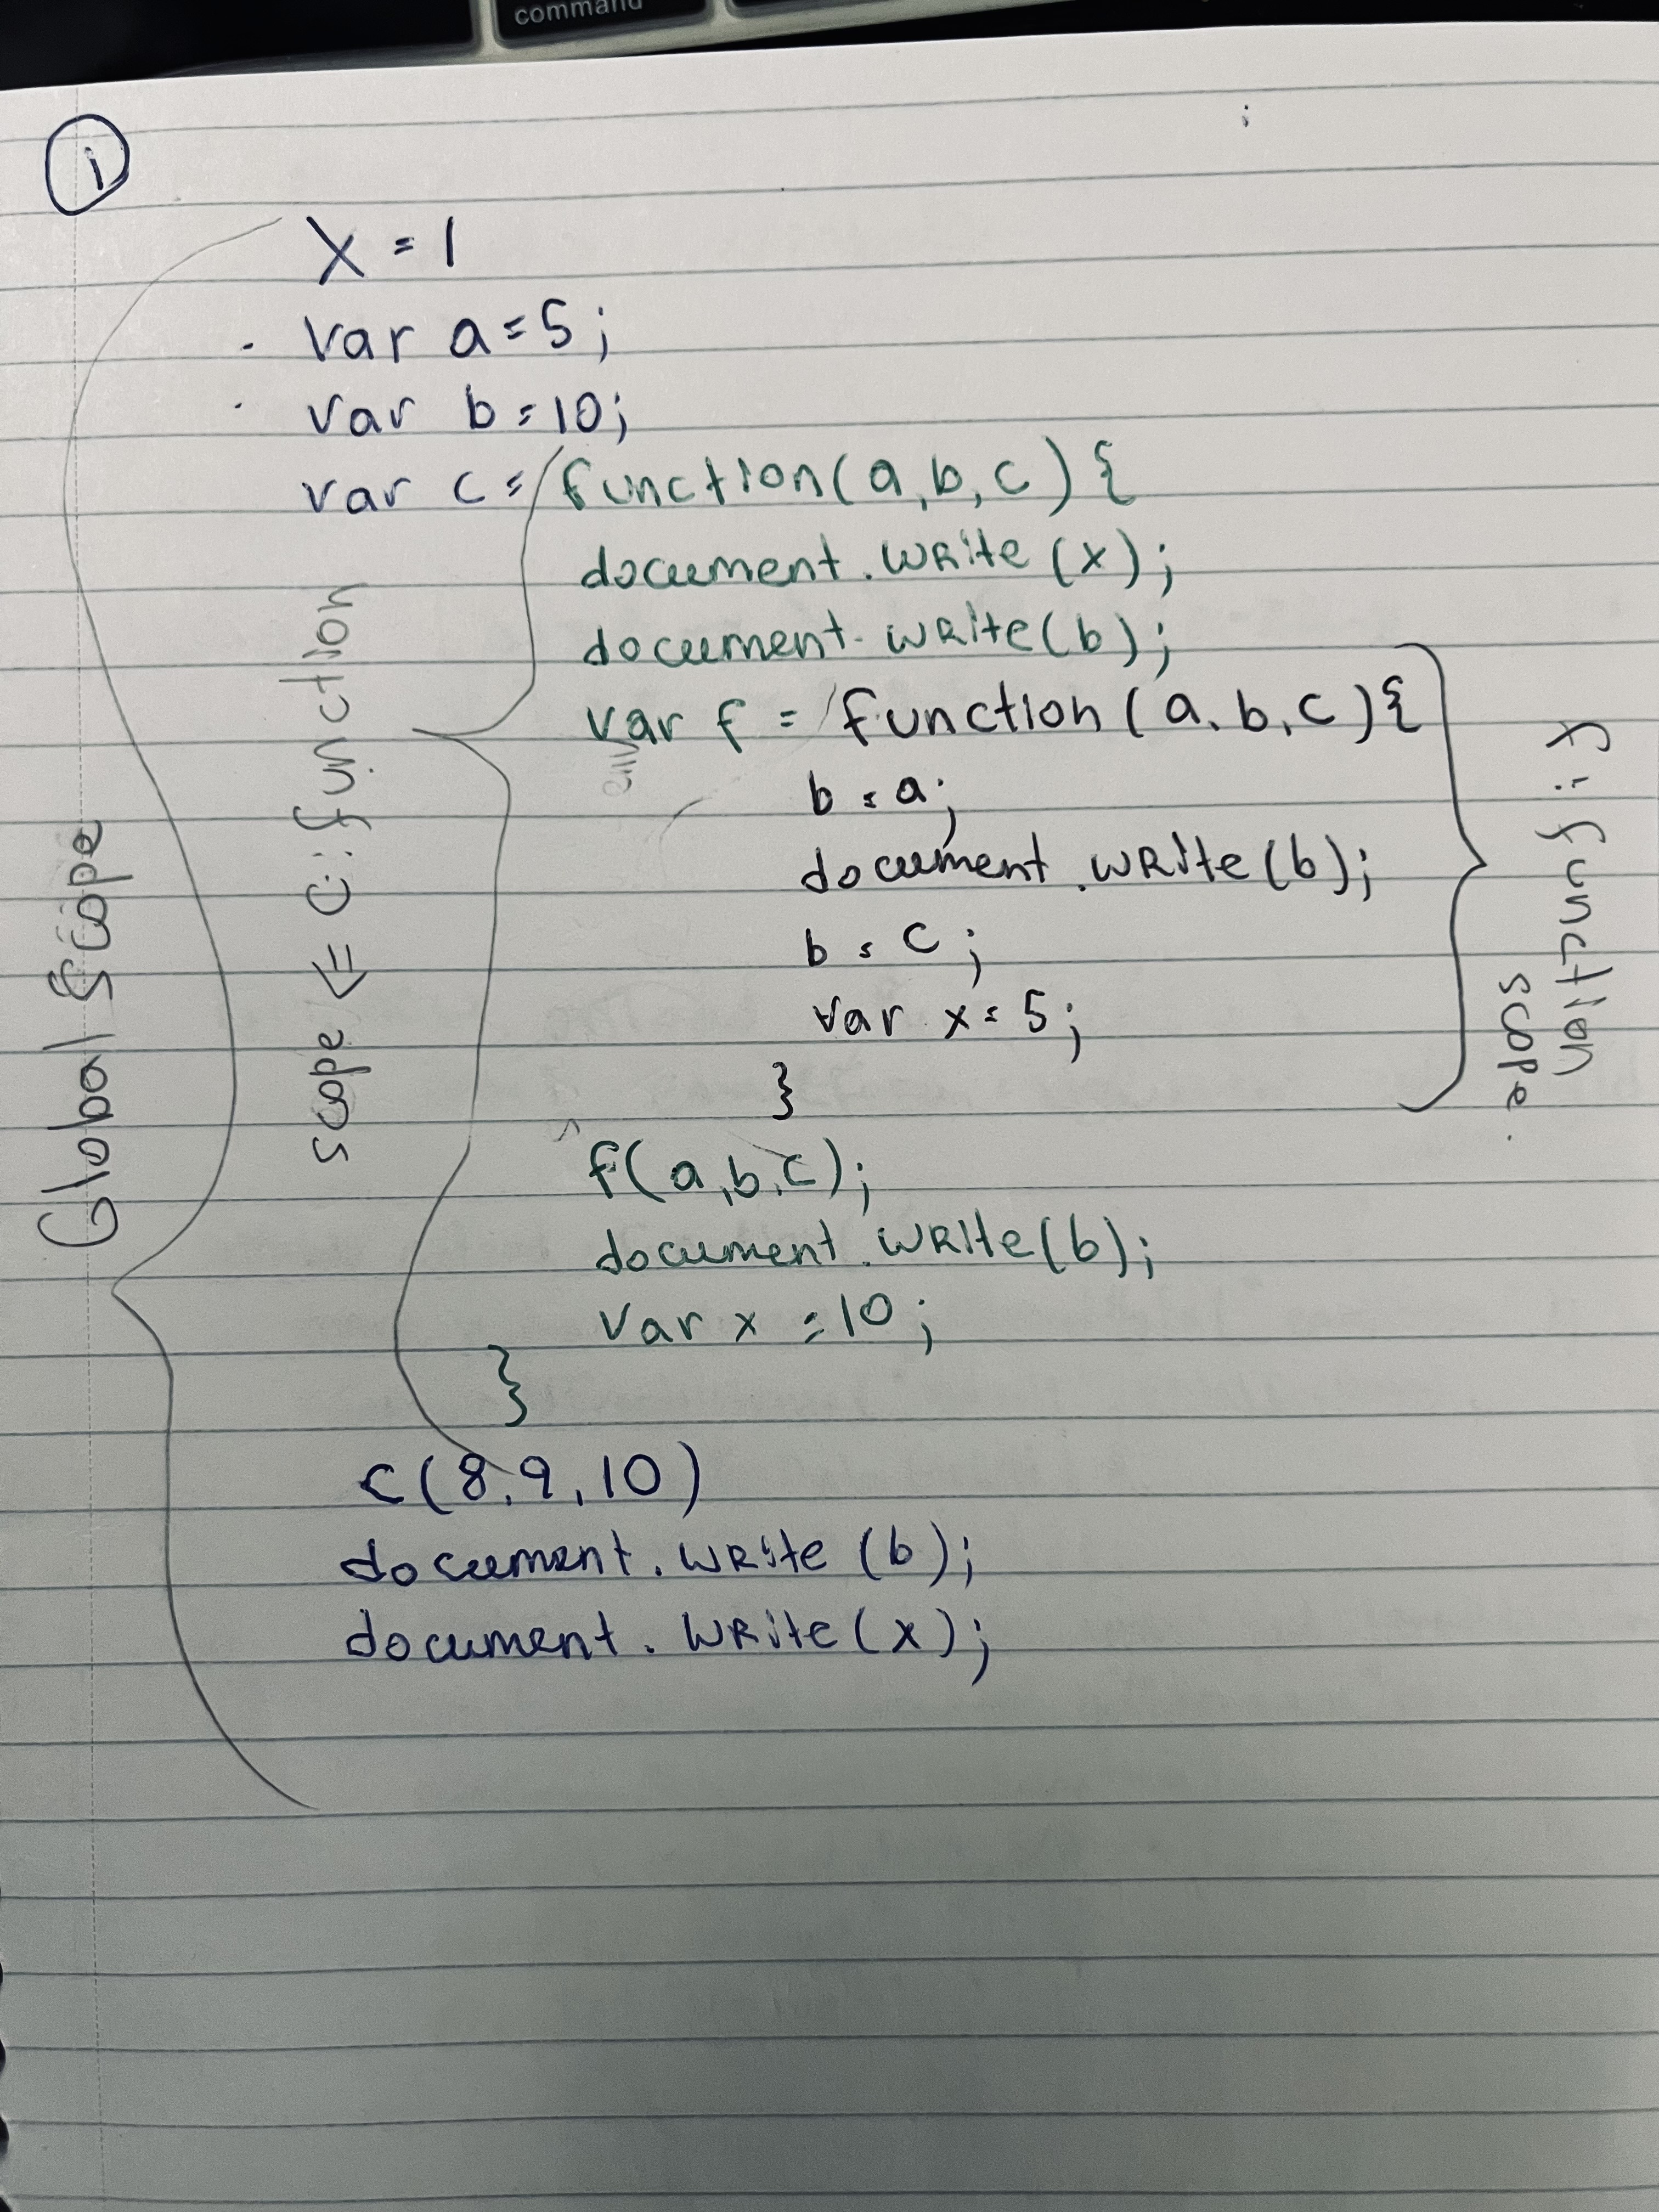 command
1
x = 1
var a = 5;
var b = 10;
var c = function(a, b, c) {
document.write(x);
document.write(b);
var f = function(a, b, c) {
b = a;
document.write(b);
b = c;
var x = 5;
}
f(a, b, c);
document.write(b);
var x = 10;
}
c(8, 9, 10)
document.write(b);
document.write(x);
Global Scope
scope ⇐ c: function
f: function
scope.